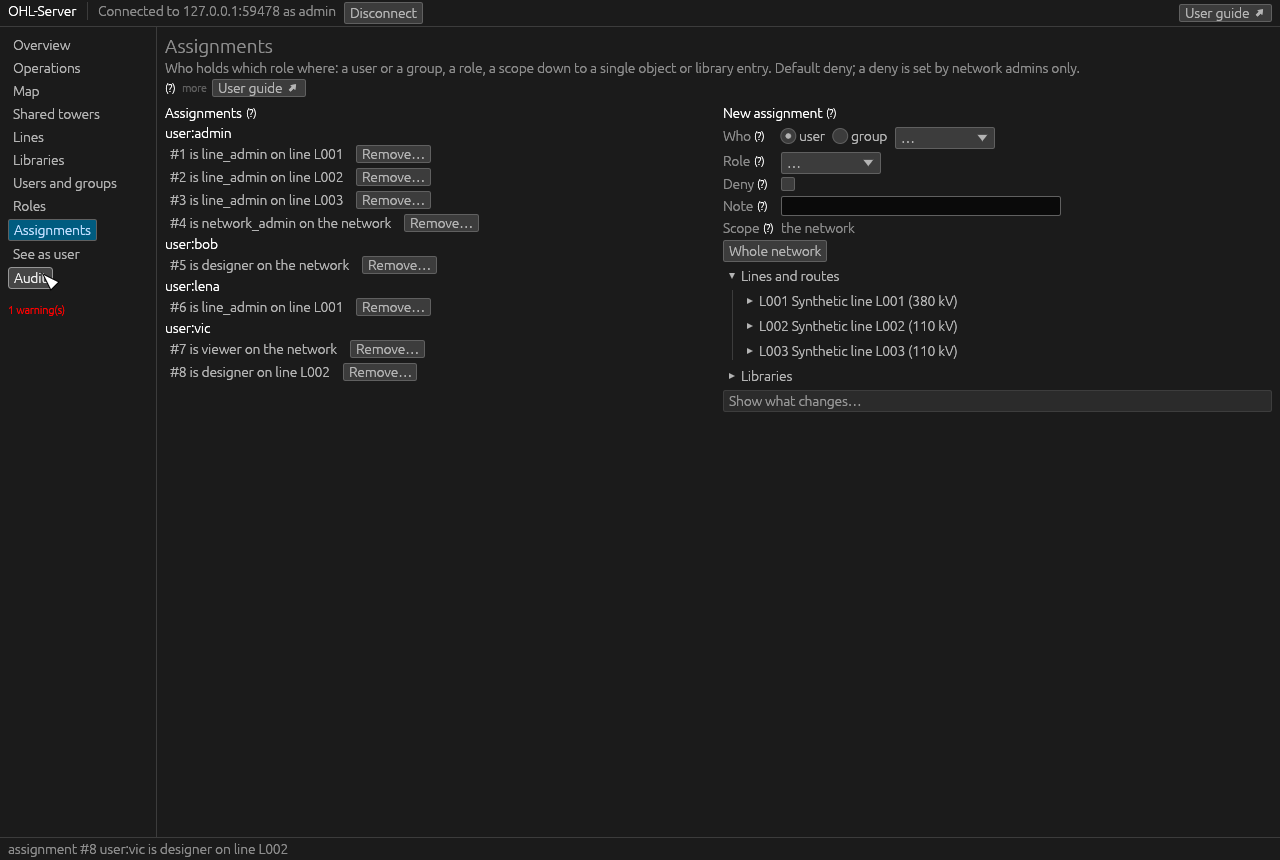 OHL-Server Connected to 127.0.0.1:59478 as admin Disconnect User guide
Overview
Operations
Map
Shared towers
Lines
Libraries
Users and groups
Roles
Assignments
See as user
Audit
1 warning(s)
Assignments
Who holds which role where: a user or a group, a role, a scope down to a single object or library entry. Default deny; a deny is set by network admins only.
(?) more User guide
Assignments (?)
user:admin
#1 is line_admin on line L001 Remove...
#2 is line_admin on line L002 Remove...
#3 is line_admin on line L003 Remove...
#4 is network_admin on the network Remove...
user:bob
#5 is designer on the network Remove...
user:lena
#6 is line_admin on line L001 Remove...
user:vic
#7 is viewer on the network Remove...
#8 is designer on line L002 Remove...
New assignment (?)
Who (?) user group ...
Role (?) ...
Deny (?)
Note (?)
Scope (?) the network
Whole network
Lines and routes
L001 Synthetic line L001 (380 kV)
L002 Synthetic line L002 (110 kV)
L003 Synthetic line L003 (110 kV)
Libraries
Show what changes...
assignment #8 user:vic is designer on line L002